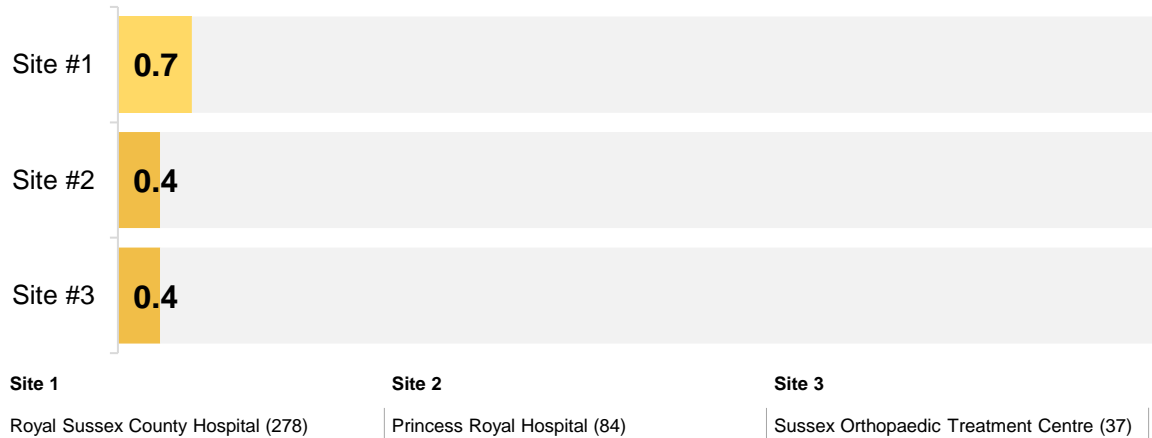 Site #1
0.7
Site #2
0.4
Site #3
0.4
Site 1 Site 2 Site 3
Royal Sussex County Hospital (278) Princess Royal Hospital (84) Sussex Orthopaedic Treatment Centre (37)